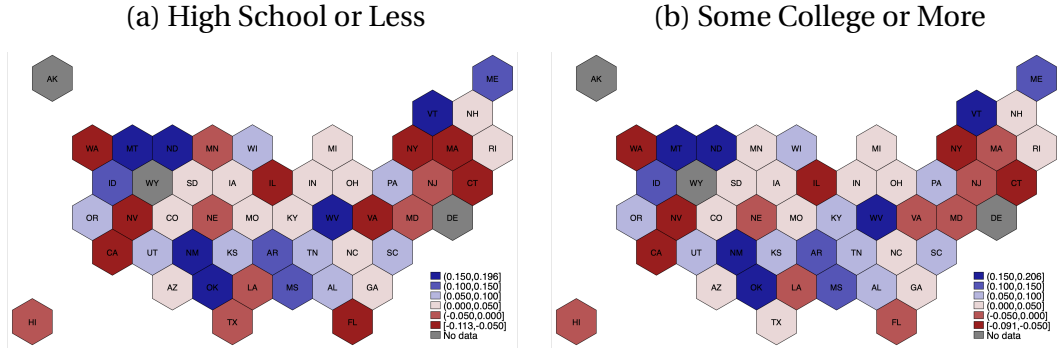 (a) High School or Less
AK
ME
VT
NH
WA
MT
ND
MN
WI
MI
NY
MA
RI
ID
WY
SD
IA
IL
IN
OH
PA
NJ
CT
OR
NV
CO
NE
MO
KY
WV
VA
MD
DE
CA
UT
NM
KS
AR
TN
NC
SC
AZ
OK
LA
MS
AL
GA
HI
TX
FL
(0.150,0.196]
(0.100,0.150]
(0.050,0.100]
(0.000,0.050]
(-0.050,0.000]
[-0.113,-0.050]
No data
(b) Some College or More
AK
ME
VT
NH
WA
MT
ND
MN
WI
MI
NY
MA
RI
ID
WY
SD
IA
IL
IN
OH
PA
NJ
CT
OR
NV
CO
NE
MO
KY
WV
VA
MD
DE
CA
UT
NM
KS
AR
TN
NC
SC
AZ
OK
LA
MS
AL
GA
HI
TX
FL
(0.150,0.206]
(0.100,0.150]
(0.050,0.100]
(0.000,0.050]
(-0.050,0.000]
[-0.091,-0.050]
No data